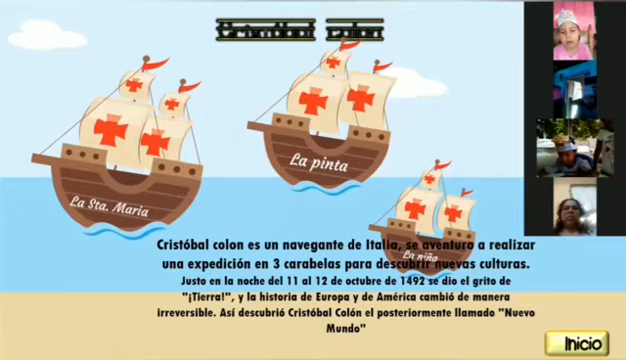 Cristóbal colon
La pinta
La Sta. Maria
La niña
Cristóbal colon es un navegante de Italia, se aventuro a realizar
una expedición en 3 carabelas para descubrir nuevas culturas.
Justo en la noche del 11 al 12 de octubre de 1492 se dio el grito de
"¡Tierra!", y la historia de Europa y de América cambió de manera
irreversible. Así descubrió Cristóbal Colón el posteriormente llamado "Nuevo
Mundo"
Inicio